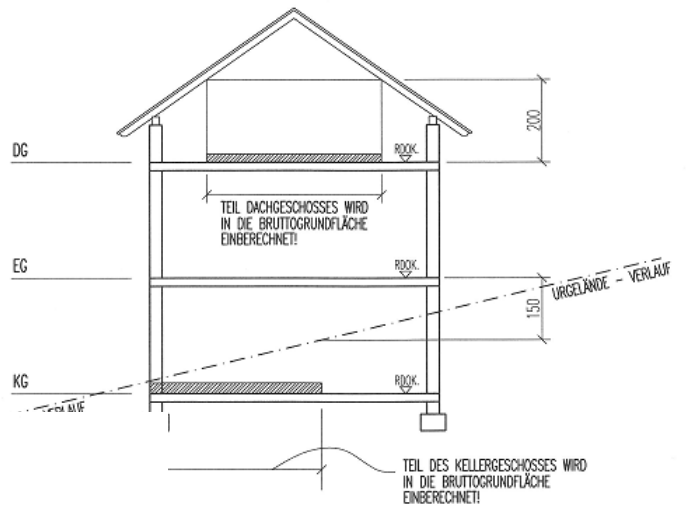 200
DG
RDOK.
TEIL DACHGESCHOSSES WIRD
IN DIE BRUTTOGRUNDFLÄCHE
EINBERECHNET!
EG
RDOK.
URGELÄNDE - VERLAUF
150
KG
RDOK.
VERLAUF
TEIL DES KELLERGESCHOSSES WIRD
IN DIE BRUTTOGRUNDFLÄCHE
EINBERECHNET!